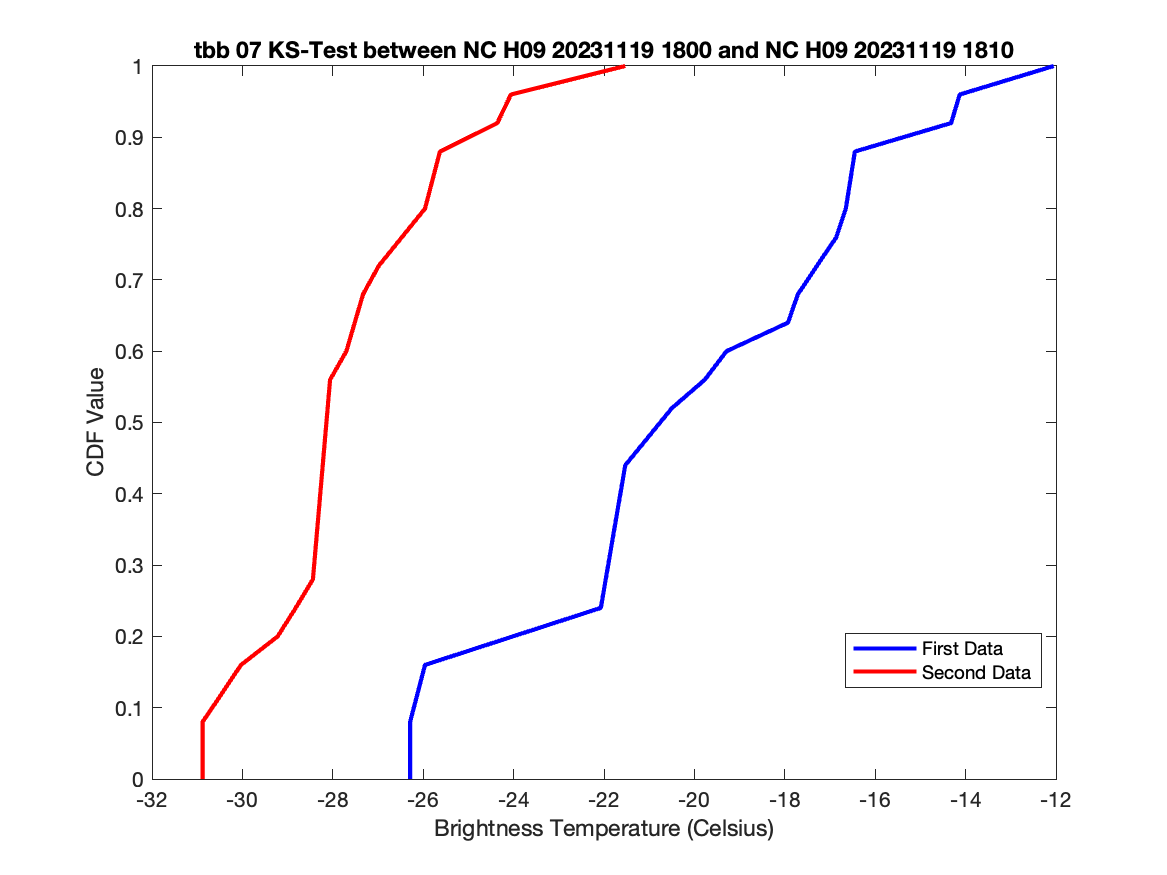 tbb 07 KS-Test between NC H09 20231119 1800 and NC H09 20231119 1810
1
0.9
0.8
0.7
0.6
0.5
0.4
0.3
0.2
0.1
0
CDF Value
First Data
Second Data
-32 -30 -28 -26 -24 -22 -20 -18 -16 -14 -12
Brightness Temperature (Celsius)